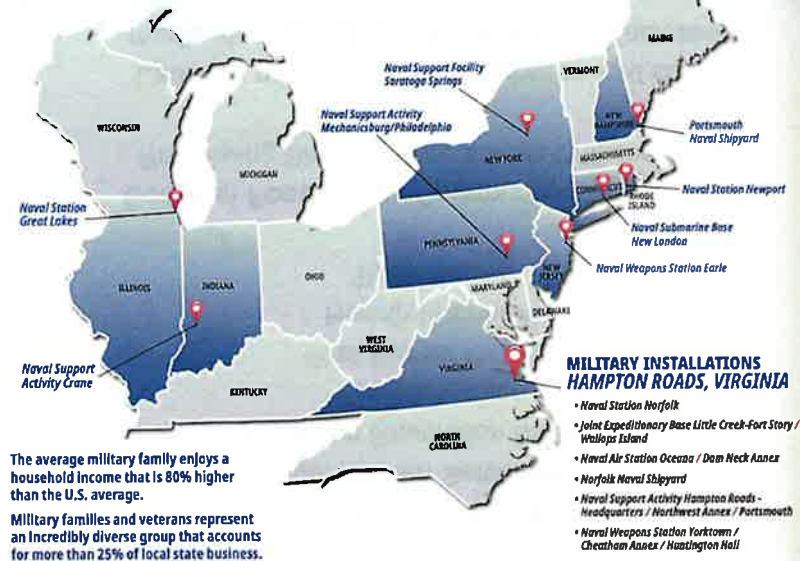 MAINE
Naval Support Facility
Saratoga Springs
VERMONT
Naval Support Activity
Mechanicsburg/Philadelphia
WISCONSIN
NEW
HAMPSHIRE
Portsmouth
Naval Shipyard
NEW YORK
MASSACHUSETTS
MICHIGAN
Naval Station Newport
RHODE
ISLAND
Naval Station
Great Lakes
Naval Submarine Base
New London
PENNSYLVANIA
Naval Weapons Station Earle
OHIO
NEW
JERSEY
ILLINOIS
INDIANA
MARYLAND
DELAWARE
WEST
VIRGINIA
VIRGINIA
Naval Support
Activity Crane
KENTUCKY
NORTH
CAROLINA
MILITARY INSTALLATIONS
HAMPTON ROADS, VIRGINIA
• Naval Station Norfolk
• Joint Expeditionary Base Little Creek-Fort Story /
Wallops Island
• Naval Air Station Oceana / Dam Neck Annex
• Norfolk Naval Shipyard
• Naval Support Activity Hampton Roads -
Headquarters / Northwest Annex / Portsmouth
• Naval Weapons Station Yorktown /
Cheatham Annex / Huntington Hall
The average military family enjoys a
household income that is 80% higher
than the U.S. average.
Military families and veterans represent
an incredibly diverse group that accounts
for more than 25% of local state business.